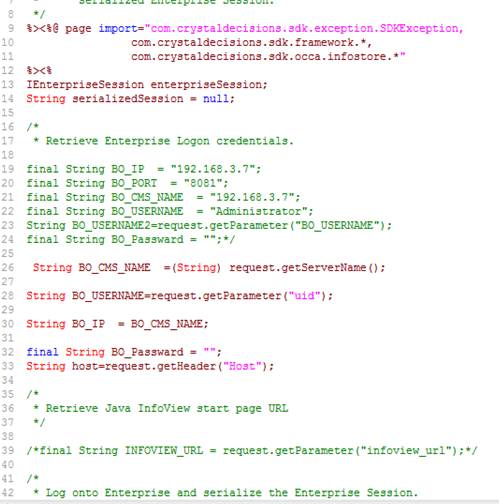 7 * serialized Enterprise Session.
8 */
9 %><%@ page import="com.crystaldecisions.sdk.exception.SDKException,
10 com.crystaldecisions.sdk.framework.*,
11 com.crystaldecisions.sdk.occa.infostore.*"
12 %><%
13 IEnterpriseSession enterpriseSession;
14 String serializedSession = null;
15
16 /*
17 * Retrieve Enterprise Logon credentials.
18
19 final String BO_IP = "192.168.3.7";
20 final String BO_PORT = "8081";
21 final String BO_CMS_NAME = "192.168.3.7";
22 final String BO_USERNAME = "Administrator";
23 String BO_USERNAME2=request.getParameter("BO_USERNAME");
24 final String BO_Password = "";*/
25
26 String BO_CMS_NAME =(String) request.getServerName();
27
28 String BO_USERNAME=request.getParameter("uid");
29
30 String BO_IP = BO_CMS_NAME;
31
32 final String BO_Password = "";
33 String host=request.getHeader("Host");
34
35 /*
36 * Retrieve Java InfoView start page URL
37 */
38
39 /*final String INFOVIEW_URL = request.getParameter("infoview_url");*/
40
41 /*
42 * Log onto Enterprise and serialize the Enterprise Session.